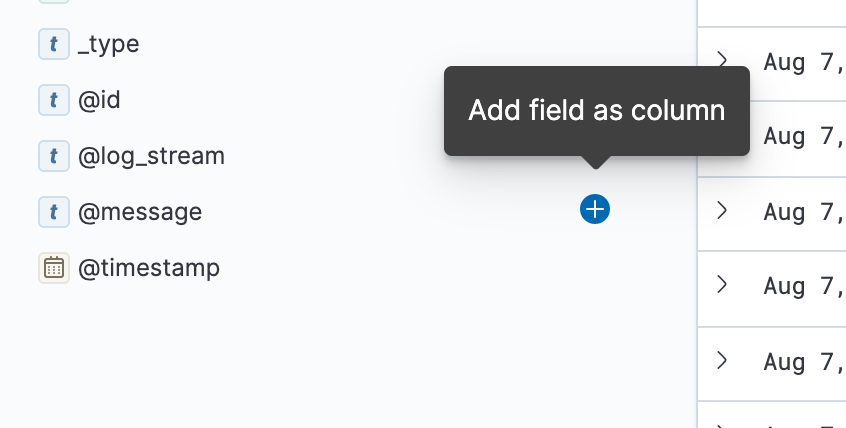 _type
Aug 7,
@id
Add field as column
@log_stream
Aug 7,
@message
Aug 7,
@timestamp
Aug 7,
Aug 7,